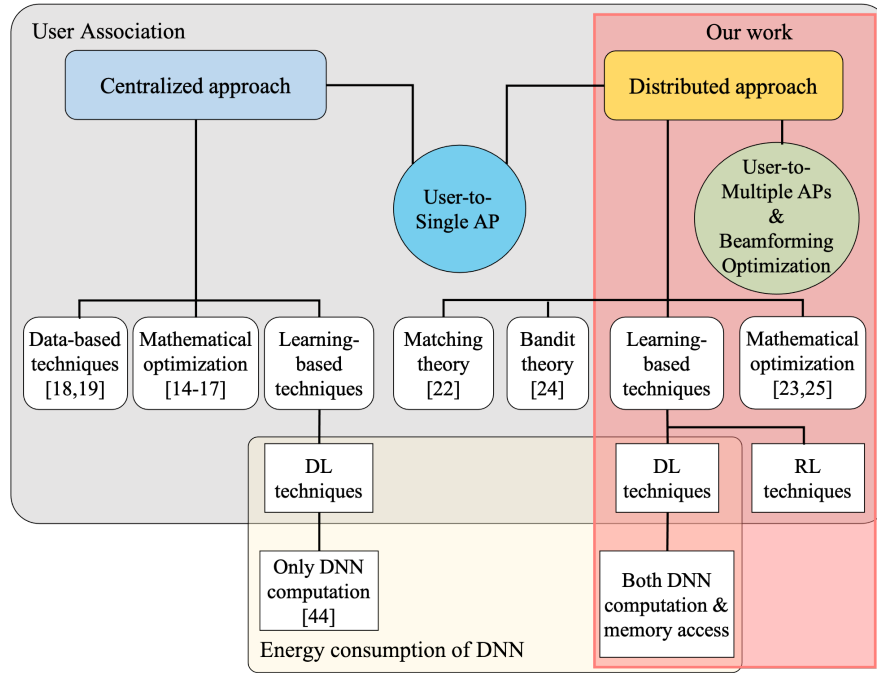 User Association
Our work
Centralized approach
Distributed approach
User-to-
Single AP
User-to-
Multiple APs
&
Beamforming
Optimization
Data-based
techniques
[18,19]
Mathematical
optimization
[14-17]
Learning-
based
techniques
Matching
theory
[22]
Bandit
theory
[24]
Learning-
based
techniques
Mathematical
optimization
[23,25]
DL
techniques
DL
techniques
RL
techniques
Only DNN
computation
[44]
Both DNN
computation &
memory access
Energy consumption of DNN